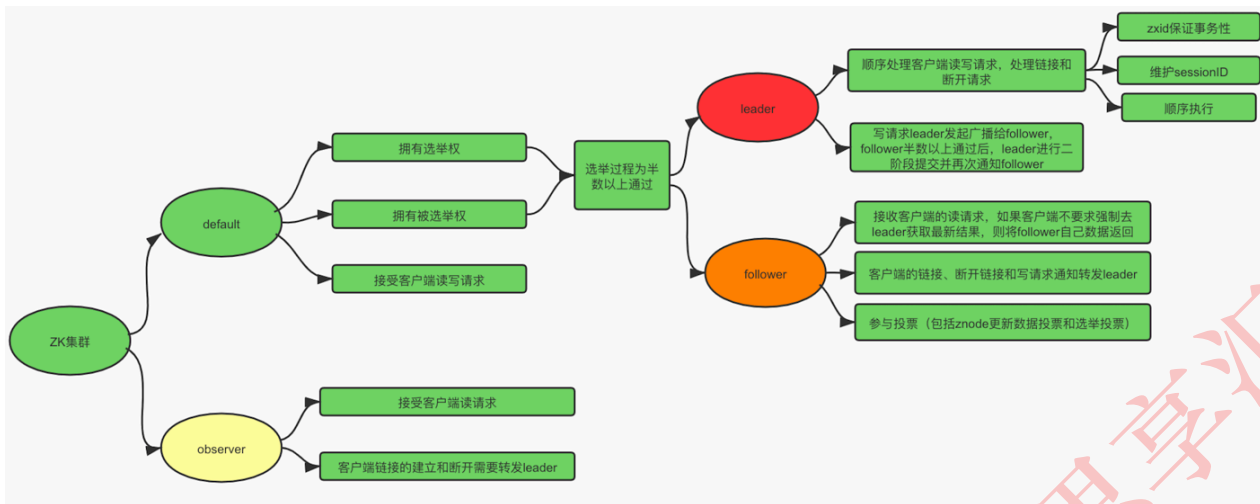 ZK集群
default
拥有选举权
拥有被选举权
接受客户端读写请求
选举过程为半
数以上通过
leader
顺序处理客户端读写请求，处理链接和
断开请求
zxid保证事务性
维护sessionID
顺序执行
写请求leader发起广播给follower，
follower半数以上通过后，leader进行二
阶段提交并再次通知follower
follower
接收客户端的读请求，如果客户端不要求强制去
leader获取最新结果，则将follower自己数据返回
客户端的链接、断开链接和写请求通知转发leader
参与投票（包括znode更新数据投票和选举投票）
observer
接受客户端读请求
客户端链接的建立和断开需要转发leader
享